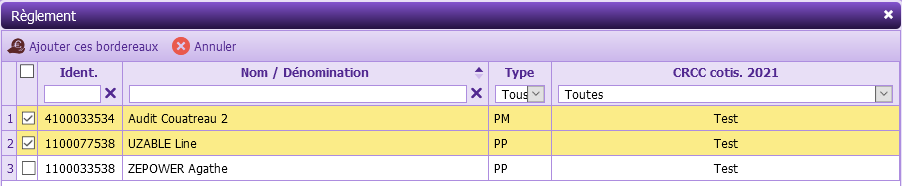 Règlement
Ajouter ces bordereaux Annuler
Ident. Nom / Dénomination Type CRCC cotis. 2021
Tous Toutes
1 4100033534 Audit Couatreau 2 PM Test
2 1100077538 UZABLE Line PP Test
3 1100033538 ZEPOWER Agathe PP Test